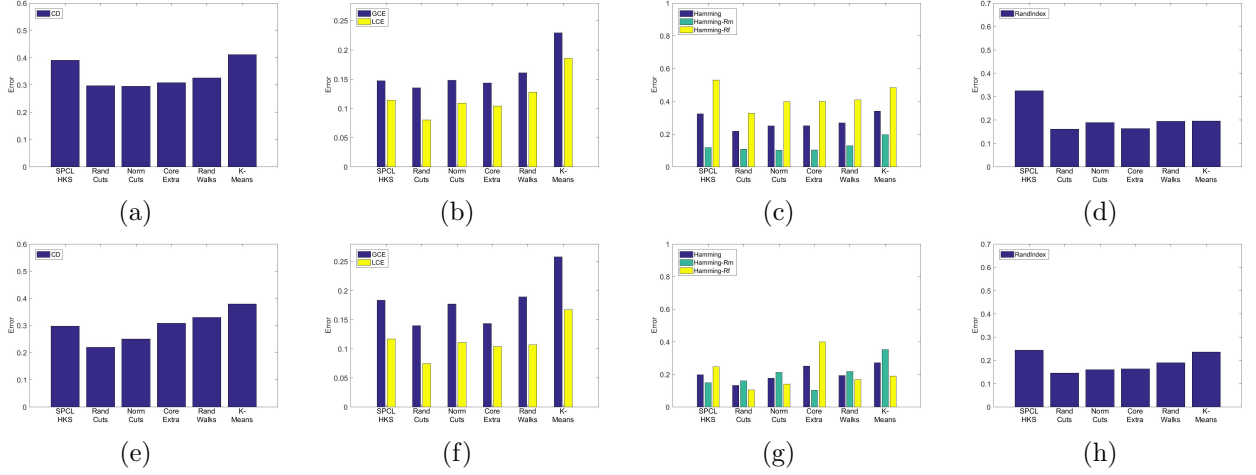 0.6
0.5
0.4
0.3
0.2
0.1
0
Error
CD
SPCL HKS
Rand Cuts
Norm Cuts
Core Extra
Rand Walks
K- Means
(a)
0.25
0.2
0.15
0.1
0.05
0
Error
GCE
LCE
SPCL HKS
Rand Cuts
Norm Cuts
Core Extra
Rand Walks
K- Means
(b)
1
0.8
0.6
0.4
0.2
0
Error
Hamming
Hamming-Rm
Hamming-Rf
SPCL HKS
Rand Cuts
Norm Cuts
Core Extra
Rand Walks
K- Means
(c)
0.7
0.6
0.5
0.4
0.3
0.2
0.1
0
Error
RandIndex
SPCL HKS
Rand Cuts
Norm Cuts
Core Extra
Rand Walks
K- Means
(d)
0.6
0.5
0.4
0.3
0.2
0.1
0
Error
CD
SPCL HKS
Rand Cuts
Norm Cuts
Core Extra
Rand Walks
K- Means
(e)
0.25
0.2
0.15
0.1
0.05
0
Error
GCE
LCE
SPCL HKS
Rand Cuts
Norm Cuts
Core Extra
Rand Walks
K- Means
(f)
1
0.8
0.6
0.4
0.2
0
Error
Hamming
Hamming-Rm
Hamming-Rf
SPCL HKS
Rand Cuts
Norm Cuts
Core Extra
Rand Walks
K- Means
(g)
0.7
0.6
0.5
0.4
0.3
0.2
0.1
0
Error
RandIndex
SPCL HKS
Rand Cuts
Norm Cuts
Core Extra
Rand Walks
K- Means
(h)